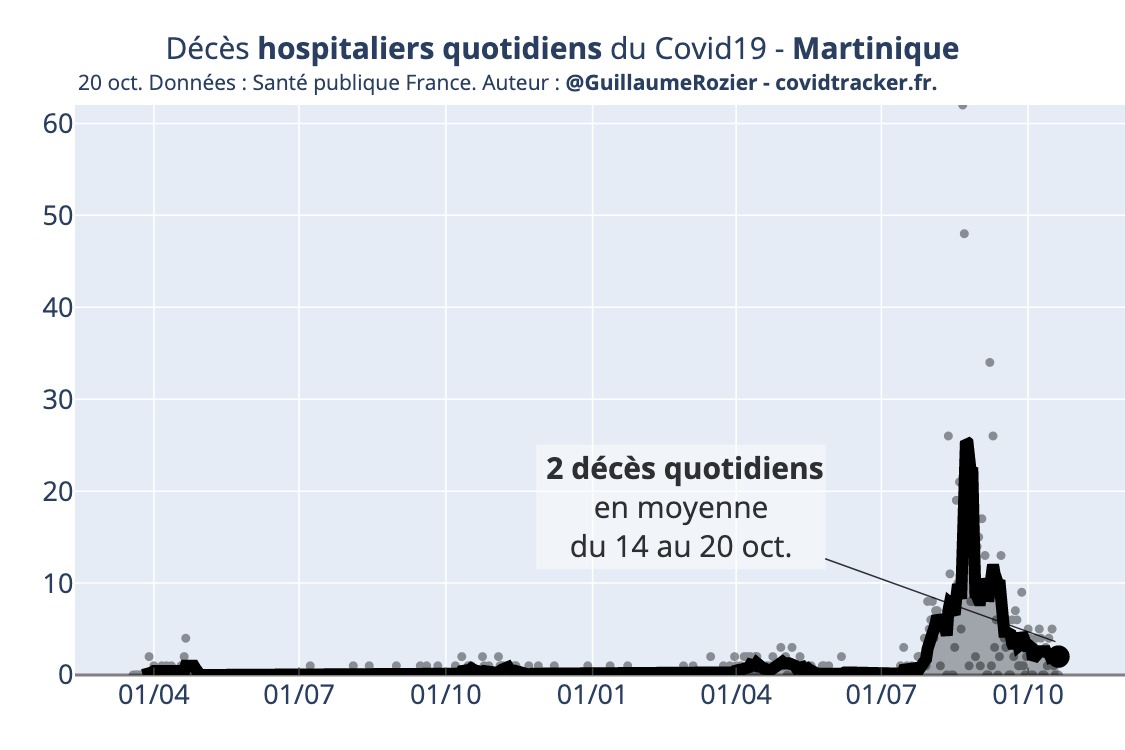 Décès hospitaliers quotidiens du Covid19 - Martinique
20 oct. Données : Santé publique France. Auteur : @GuillaumeRozier - covidtracker.fr.
60
50
40
30
20
10
0
2 décès quotidiens
en moyenne
du 14 au 20 oct.
01/04 01/07 01/10 01/01 01/04 01/07 01/10